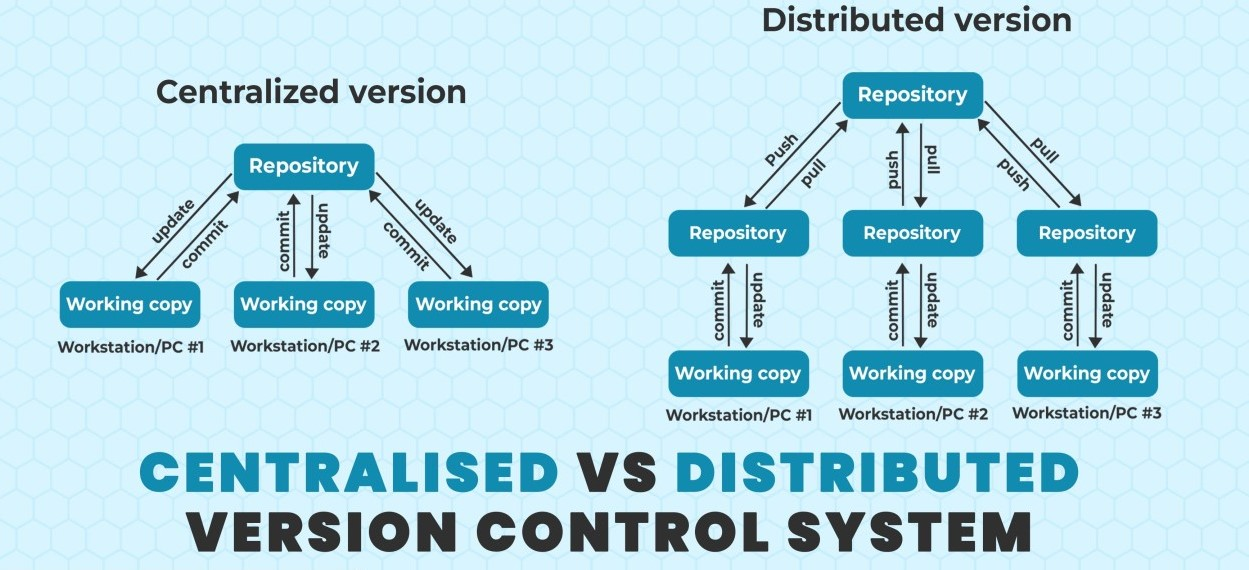 Centralized version
Repository
update
commit
commit
update
commit
update
Working copy
Working copy
Working copy
Workstation/PC #1
Workstation/PC #2
Workstation/PC #3
Distributed version
Repository
Push
pull
push
pull
push
pull
Repository
Repository
Repository
commit
update
commit
update
commit
update
Working copy
Working copy
Working copy
Workstation/PC #1
Workstation/PC #2
Workstation/PC #3
CENTRALISED VS DISTRIBUTED
VERSION CONTROL SYSTEM